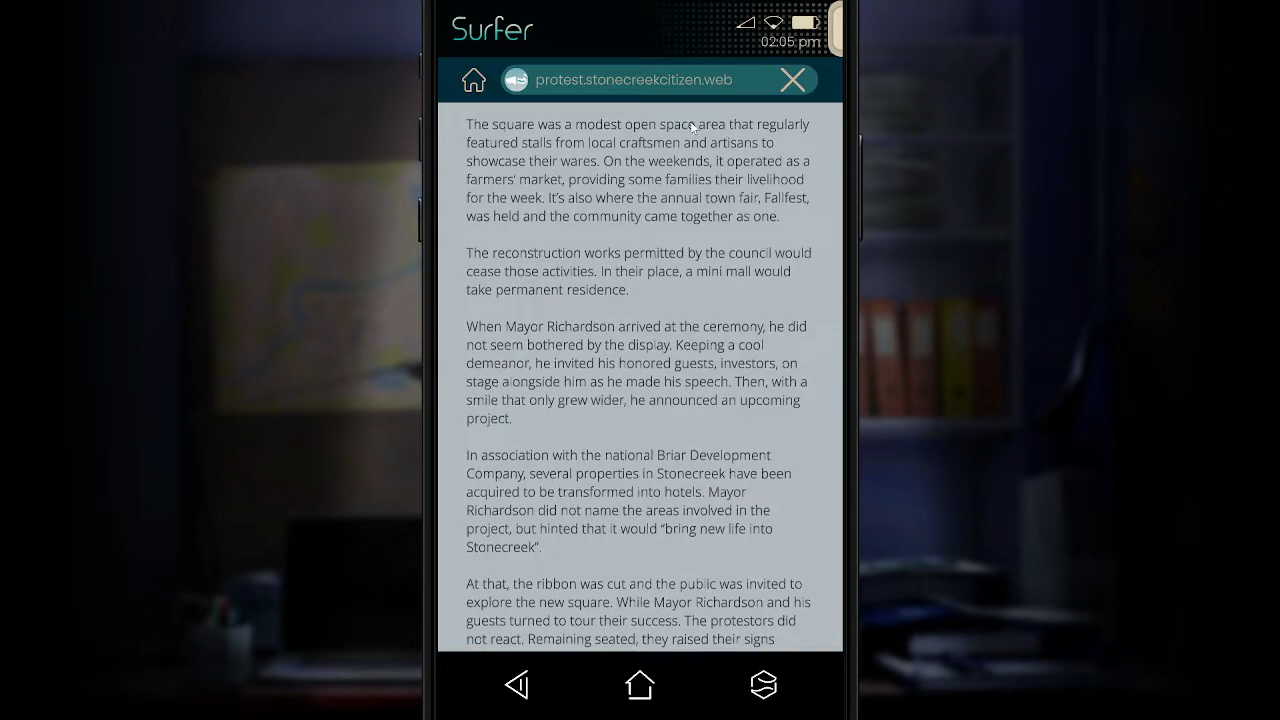 Surfer
02:05 pm
protest.stonecreekcitizen.web
The square was a modest open space area that regularly
featured stalls from local craftsmen and artisans to
showcase their wares. On the weekends, it operated as a
farmers' market, providing some families their livelihood
for the week. It's also where the annual town fair, Fallfest,
was held and the community came together as one.
The reconstruction works permitted by the council would
cease those activities. In their place, a mini mall would
take permanent residence.
When Mayor Richardson arrived at the ceremony, he did
not seem bothered by the display. Keeping a cool
demeanor, he invited his honored guests, investors, on
stage alongside him as he made his speech. Then, with a
smile that only grew wider, he announced an upcoming
project.
In association with the national Briar Development
Company, several properties in Stonecreek have been
acquired to be transformed into hotels. Mayor
Richardson did not name the areas involved in the
project, but hinted that it would “bring new life into
Stonecreek”.
At that, the ribbon was cut and the public was invited to
explore the new square. While Mayor Richardson and his
guests turned to tour their success. The protestors did
not react. Remaining seated, they raised their signs